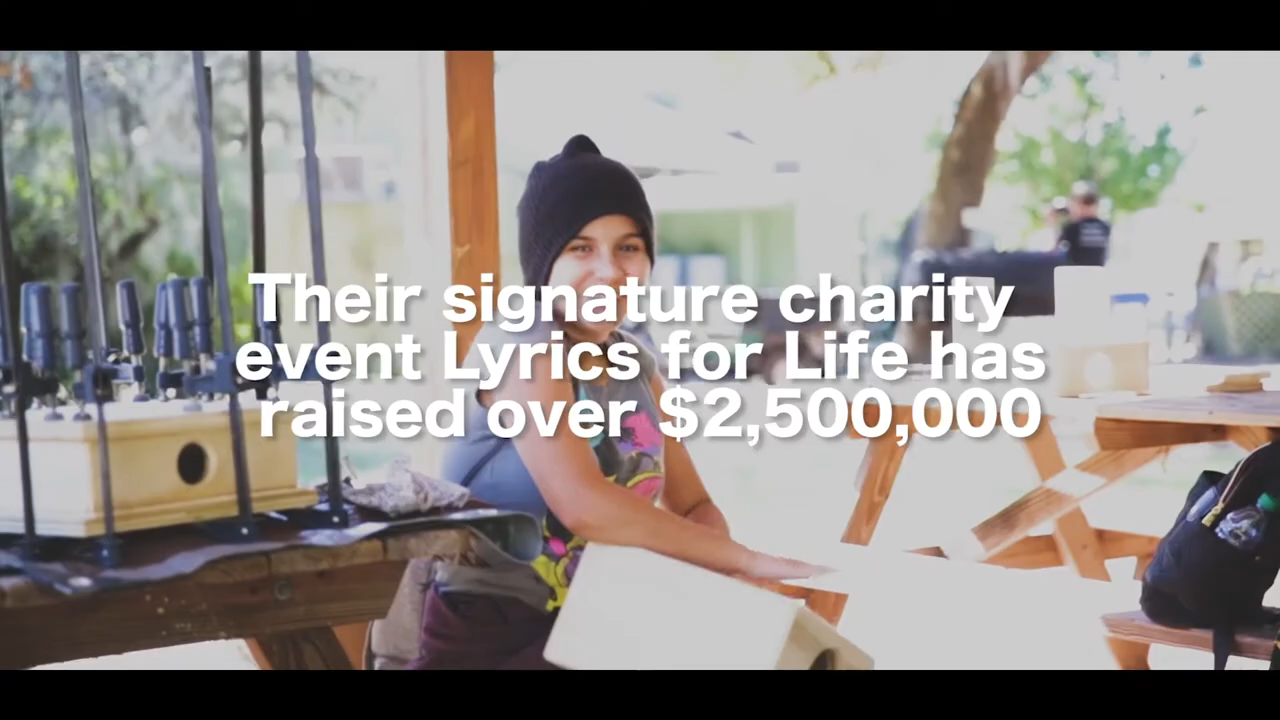 Their signature charity
event Lyrics for Life has
raised over $2,500,000